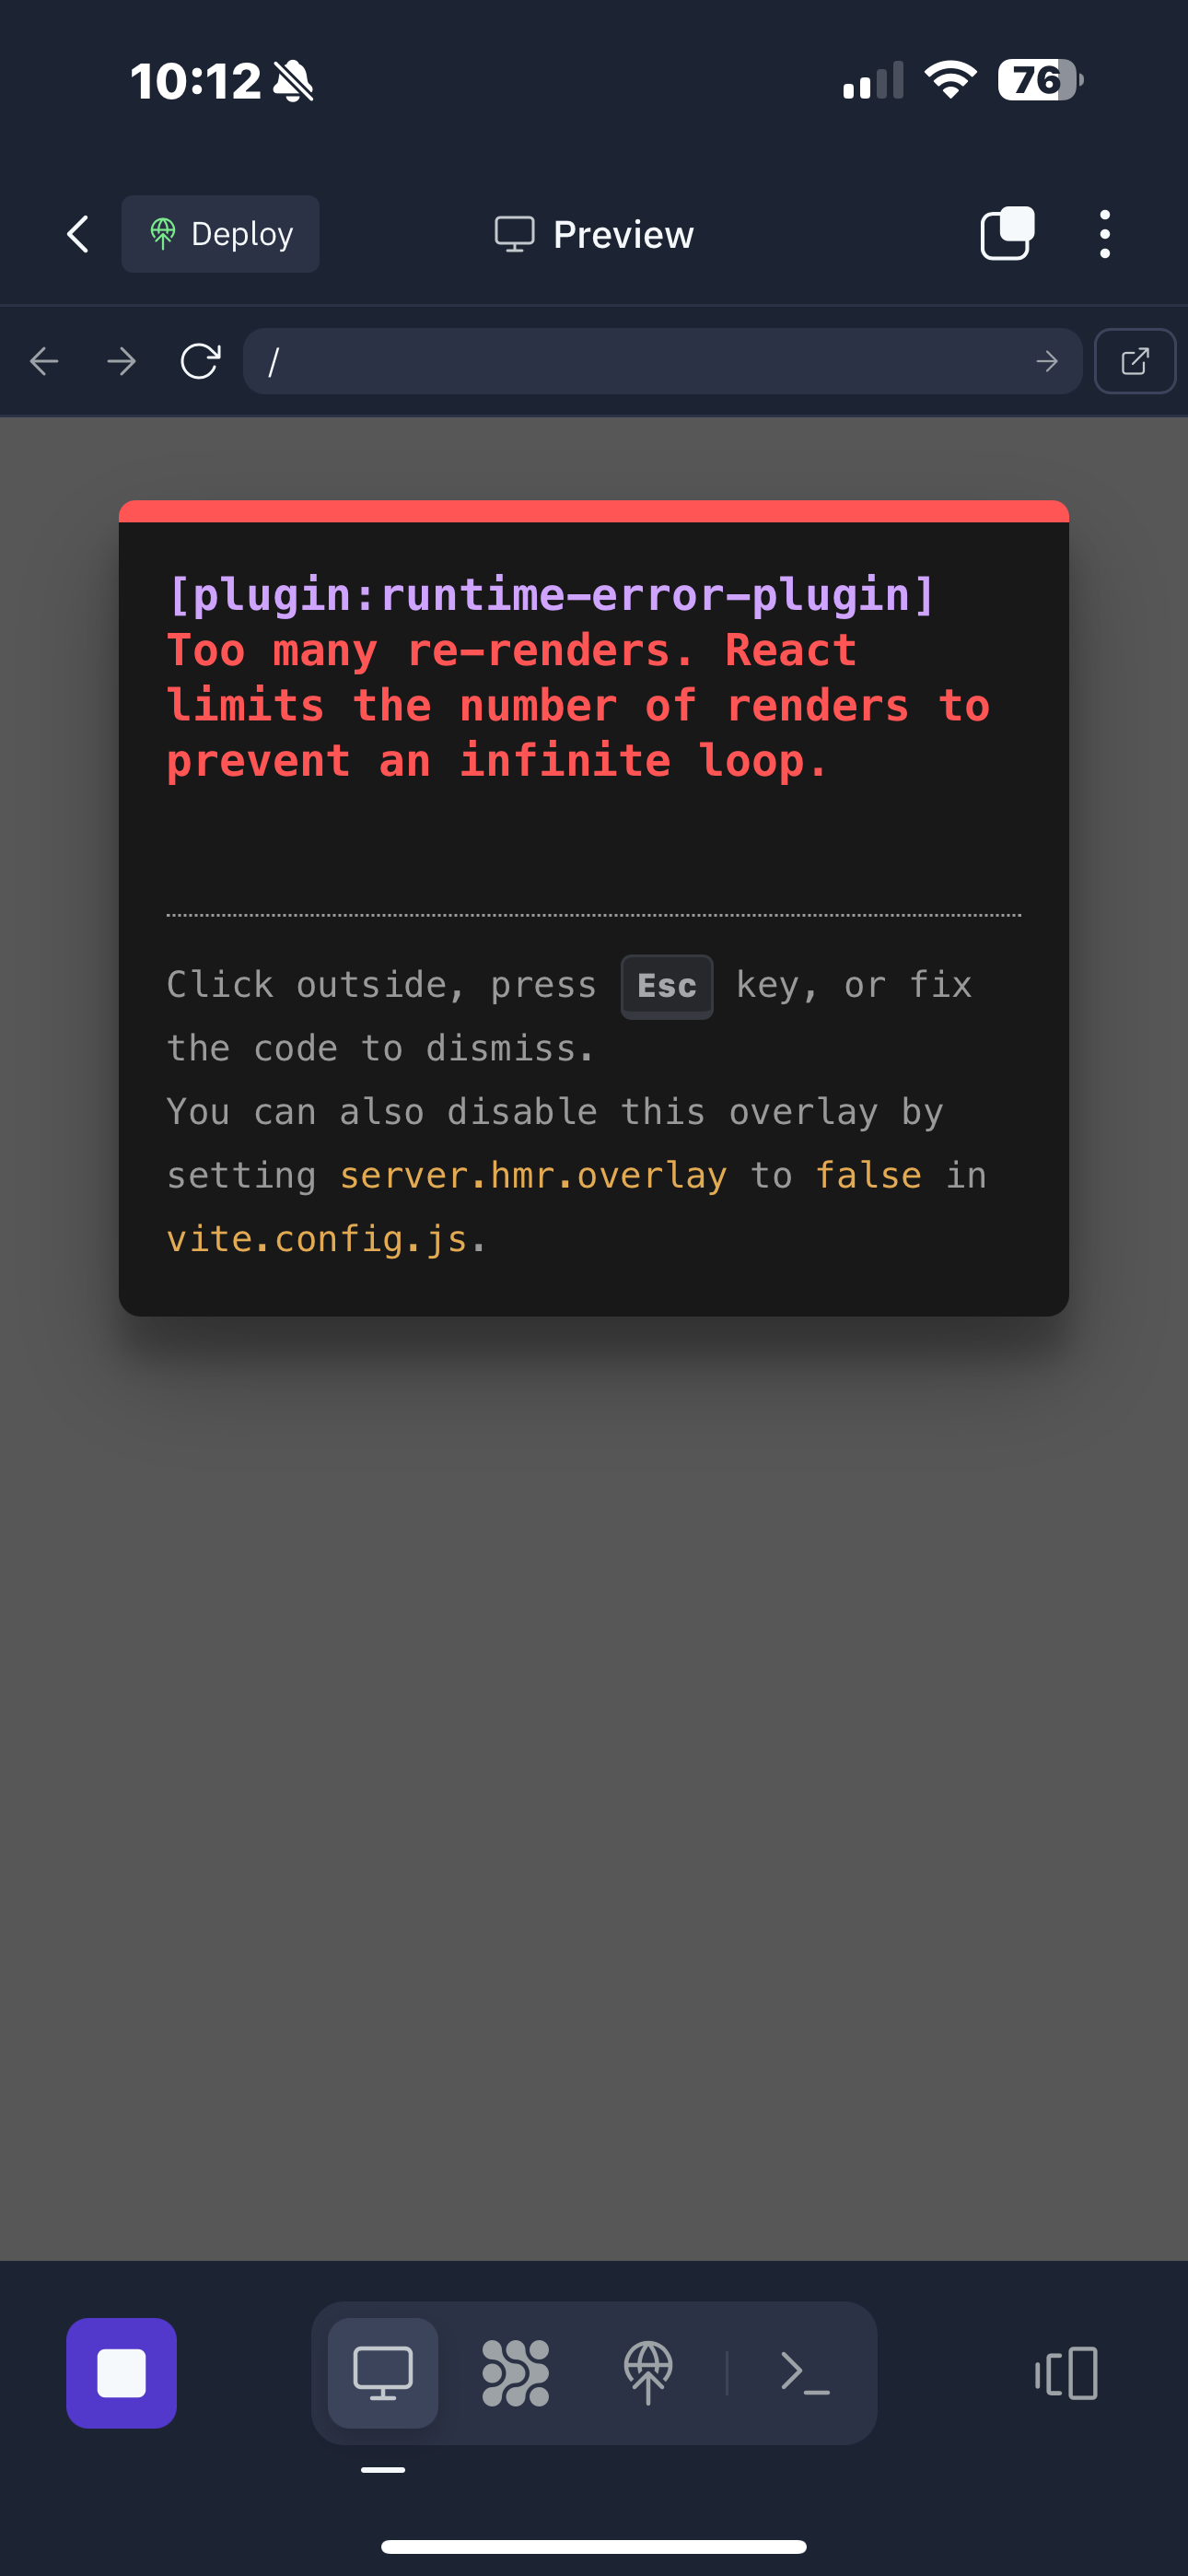 10:12
76
Deploy
Preview
/
[plugin:runtime-error-plugin]
Too many re-renders. React
limits the number of renders to
prevent an infinite loop.
Click outside, press Esc key, or fix
the code to dismiss.
You can also disable this overlay by
setting server.hmr.overlay to false in
vite.config.js.